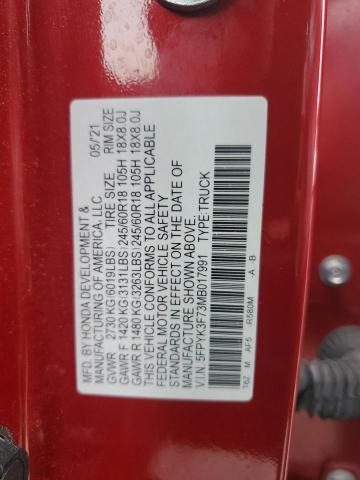 MFD. BY HONDA DEVELOPMENT &
MANUFACTURING OF AMERICA, LLC 05/'21
GVWR 2730 KG(6019LBS) TIRE SIZE RIM SIZE
GAWR F 1420 KG(3131LBS) 245/60R18 105H 18X8.0J
GAWR R 1480 KG(3263LBS) 245/60R18 105H 18X8.0J
THIS VEHICLE CONFORMS TO ALL APPLICABLE
FEDERAL MOTOR VEHICLE SAFETY
STANDARDS IN EFFECT ON THE DATE OF
MANUFACTURE SHOWN ABOVE.
V.I.N. 5FPYK3F73MB017991 TYPE:TRUCK
T6Z M AF5 -R580M -A -B